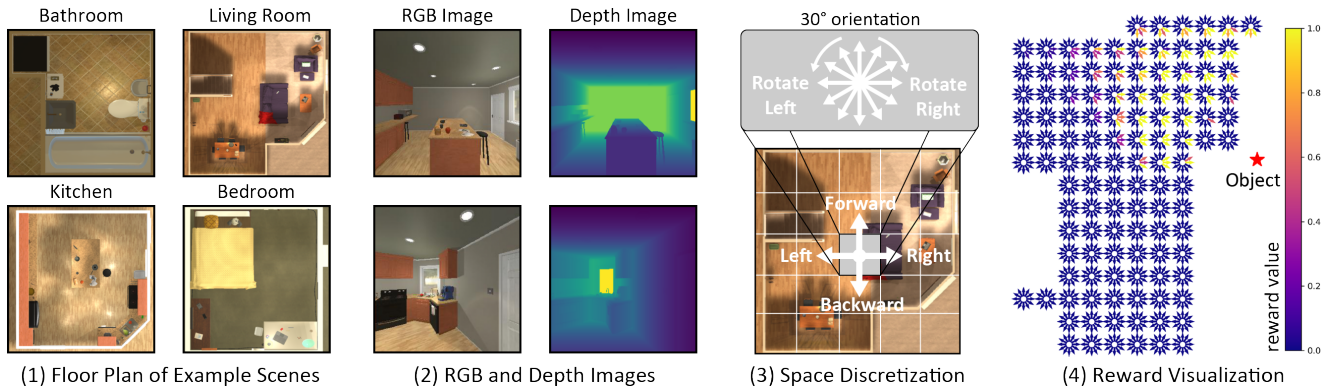 Bathroom
Living Room
Kitchen
Bedroom
(1) Floor Plan of Example Scenes
RGB Image
Depth Image
(2) RGB and Depth Images
30° orientation
Rotate
Left
Rotate
Right
Forward
Left
Right
Backward
(3) Space Discretization
Object
reward value
1.0
0.8
0.6
0.4
0.2
0.0
(4) Reward Visualization